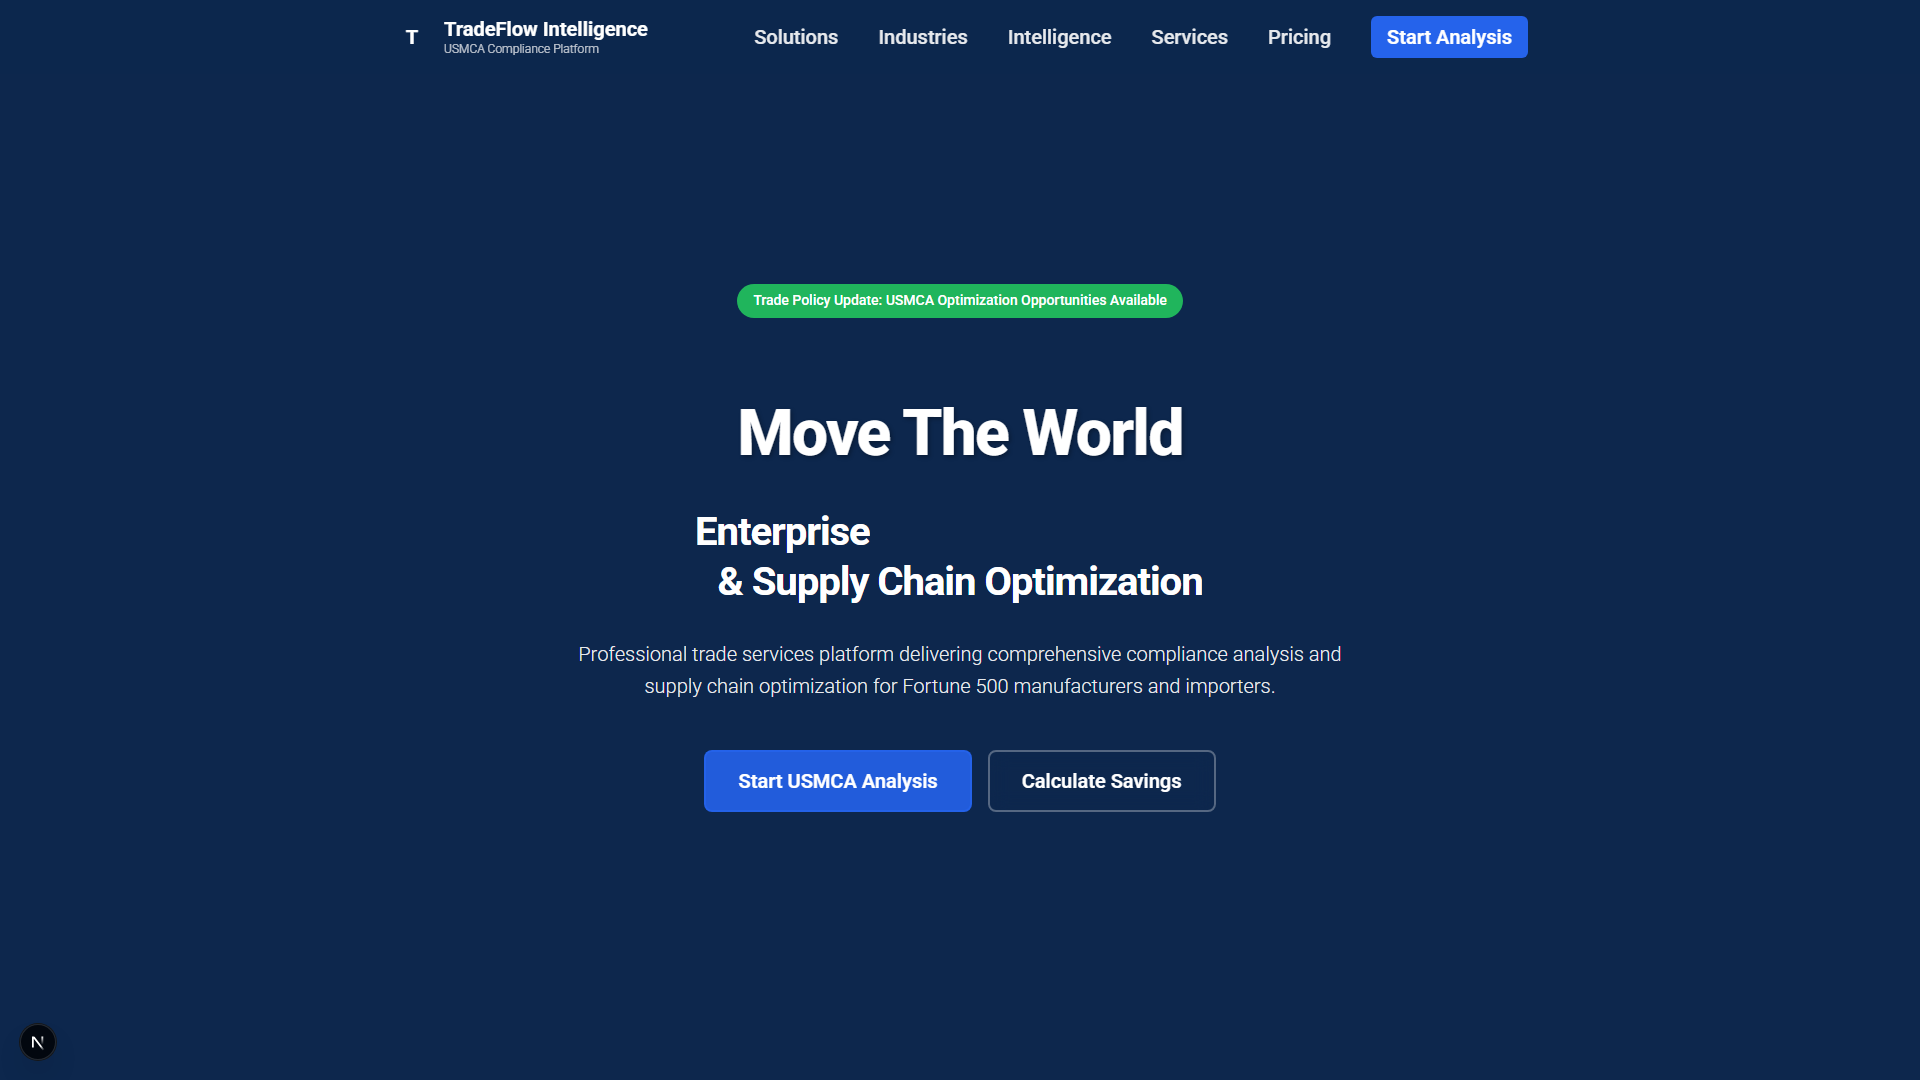 T
TradeFlow Intelligence
USMCA Compliance Platform
Solutions
Industries
Intelligence
Services
Pricing
Start Analysis
Trade Policy Update: USMCA Optimization Opportunities Available
Move The World
Enterprise
& Supply Chain Optimization
Professional trade services platform delivering comprehensive compliance analysis and
supply chain optimization for Fortune 500 manufacturers and importers.
Start USMCA Analysis
Calculate Savings
N